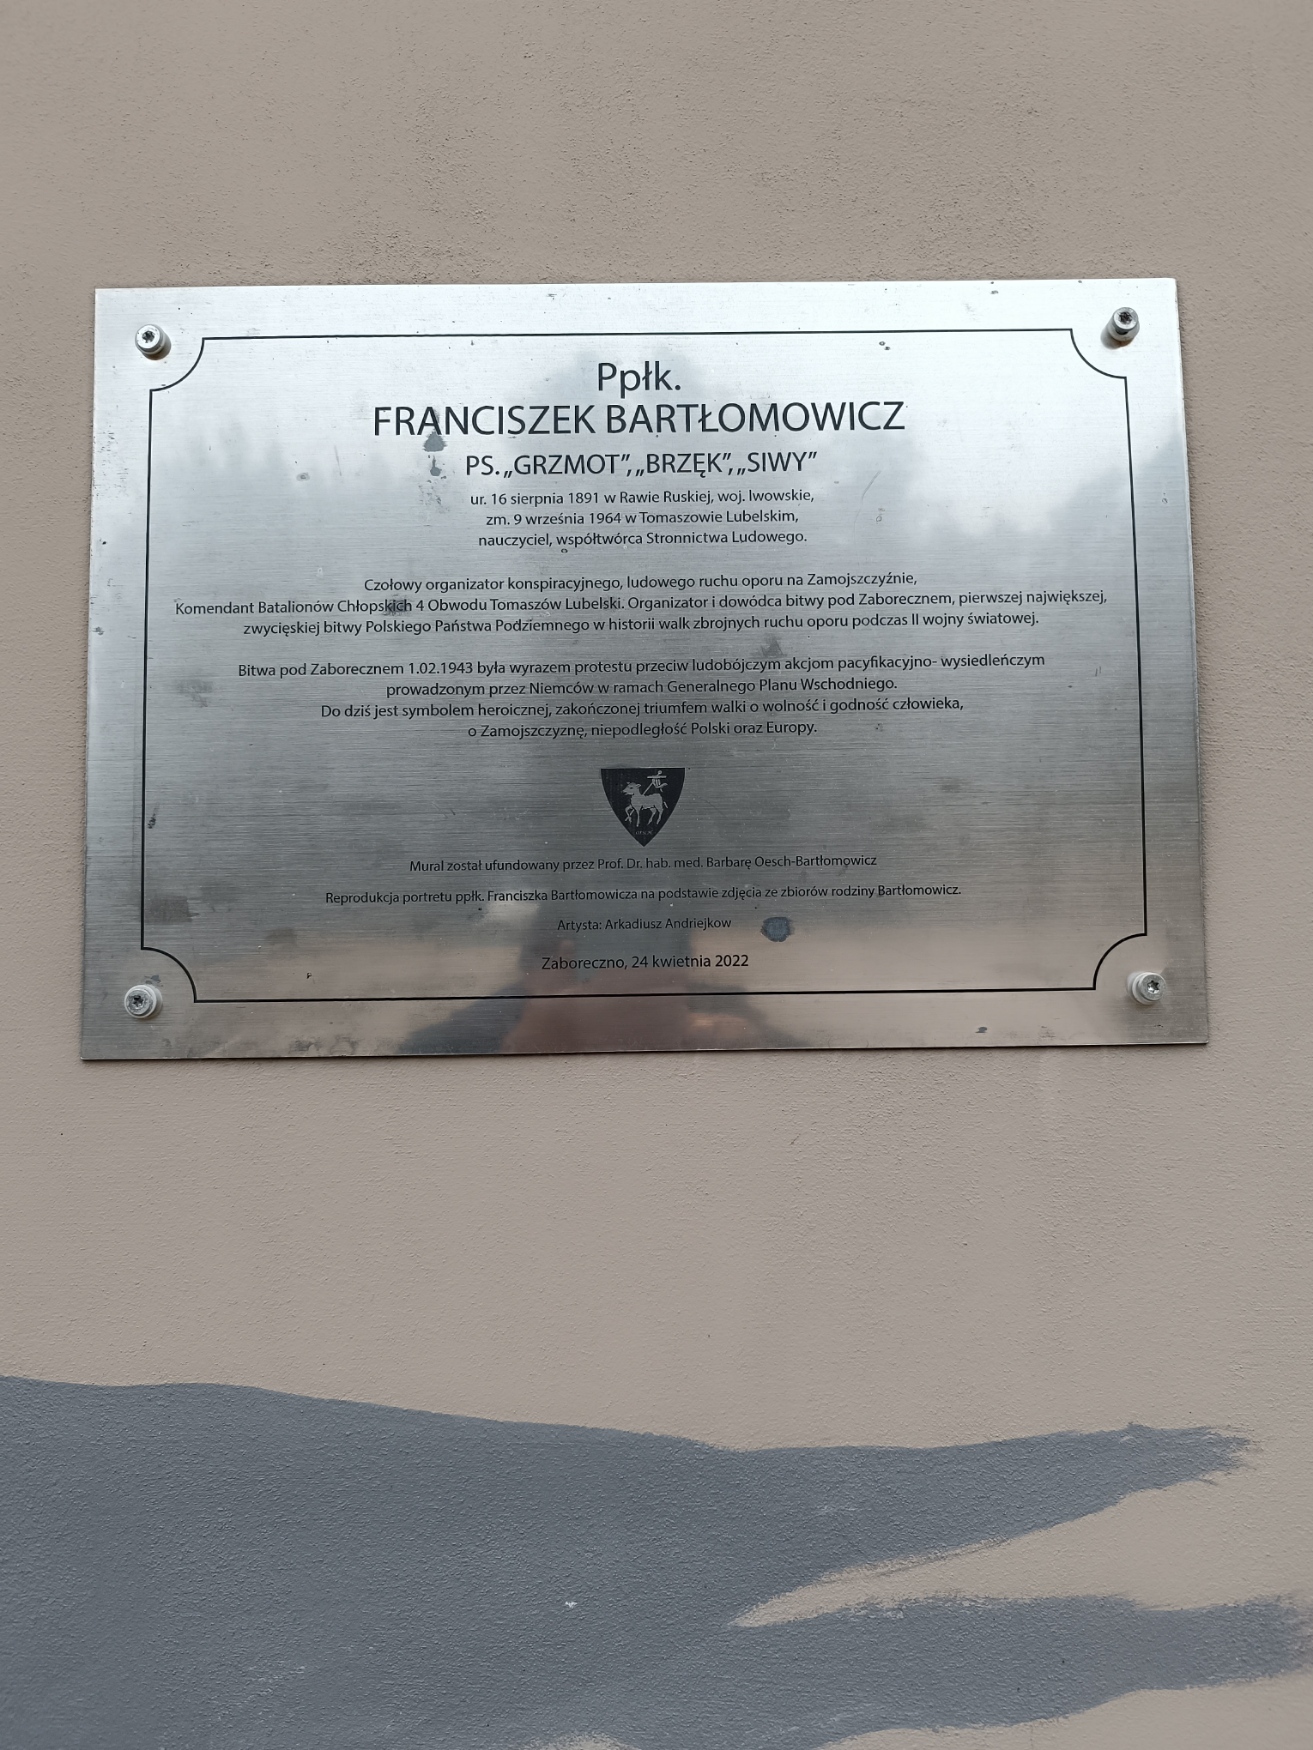 Ppłk.
FRANCISZEK BARTŁOMOWICZ
PS. „GRZMOT”, „BRZĘK”, „SIWY”
ur. 16 sierpnia 1891 w Rawie Ruskiej, woj. lwowskie,
zm. 9 września 1964 w Tomaszowie Lubelskim,
nauczyciel, współtwórca Stronnictwa Ludowego.
Czołowy organizator konspiracyjnego, ludowego ruchu oporu na Zamojszczyźnie,
Komendant Batalionów Chłopskich 4 Obwodu Tomaszów Lubelski. Organizator i dowódca bitwy pod Zaborecznem, pierwszej największej,
zwycięskiej bitwy Polskiego Państwa Podziemnego w historii walk zbrojnych ruchu oporu podczas II wojny światowej.
Bitwa pod Zaborecznem 1.02.1943 była wyrazem protestu przeciw ludobójczym akcjom pacyfikacyjno- wysiedleńczym
prowadzonym przez Niemców w ramach Generalnego Planu Wschodniego.
Do dziś jest symbolem heroicznej, zakończonej triumfem walki o wolność i godność człowieka,
o Zamojszczyznę, niepodległość Polski oraz Europy.
Mural został ufundowany przez Prof. Dr. hab. med. Barbarę Oesch-Bartłomowicz
Reprodukcja portretu ppłk. Franciszka Bartłomowicza na podstawie zdjęcia ze zbiorów rodziny Bartłomowicz.
Artysta: Arkadiusz Andriejkow
Zaboreczno, 24 kwietnia 2022